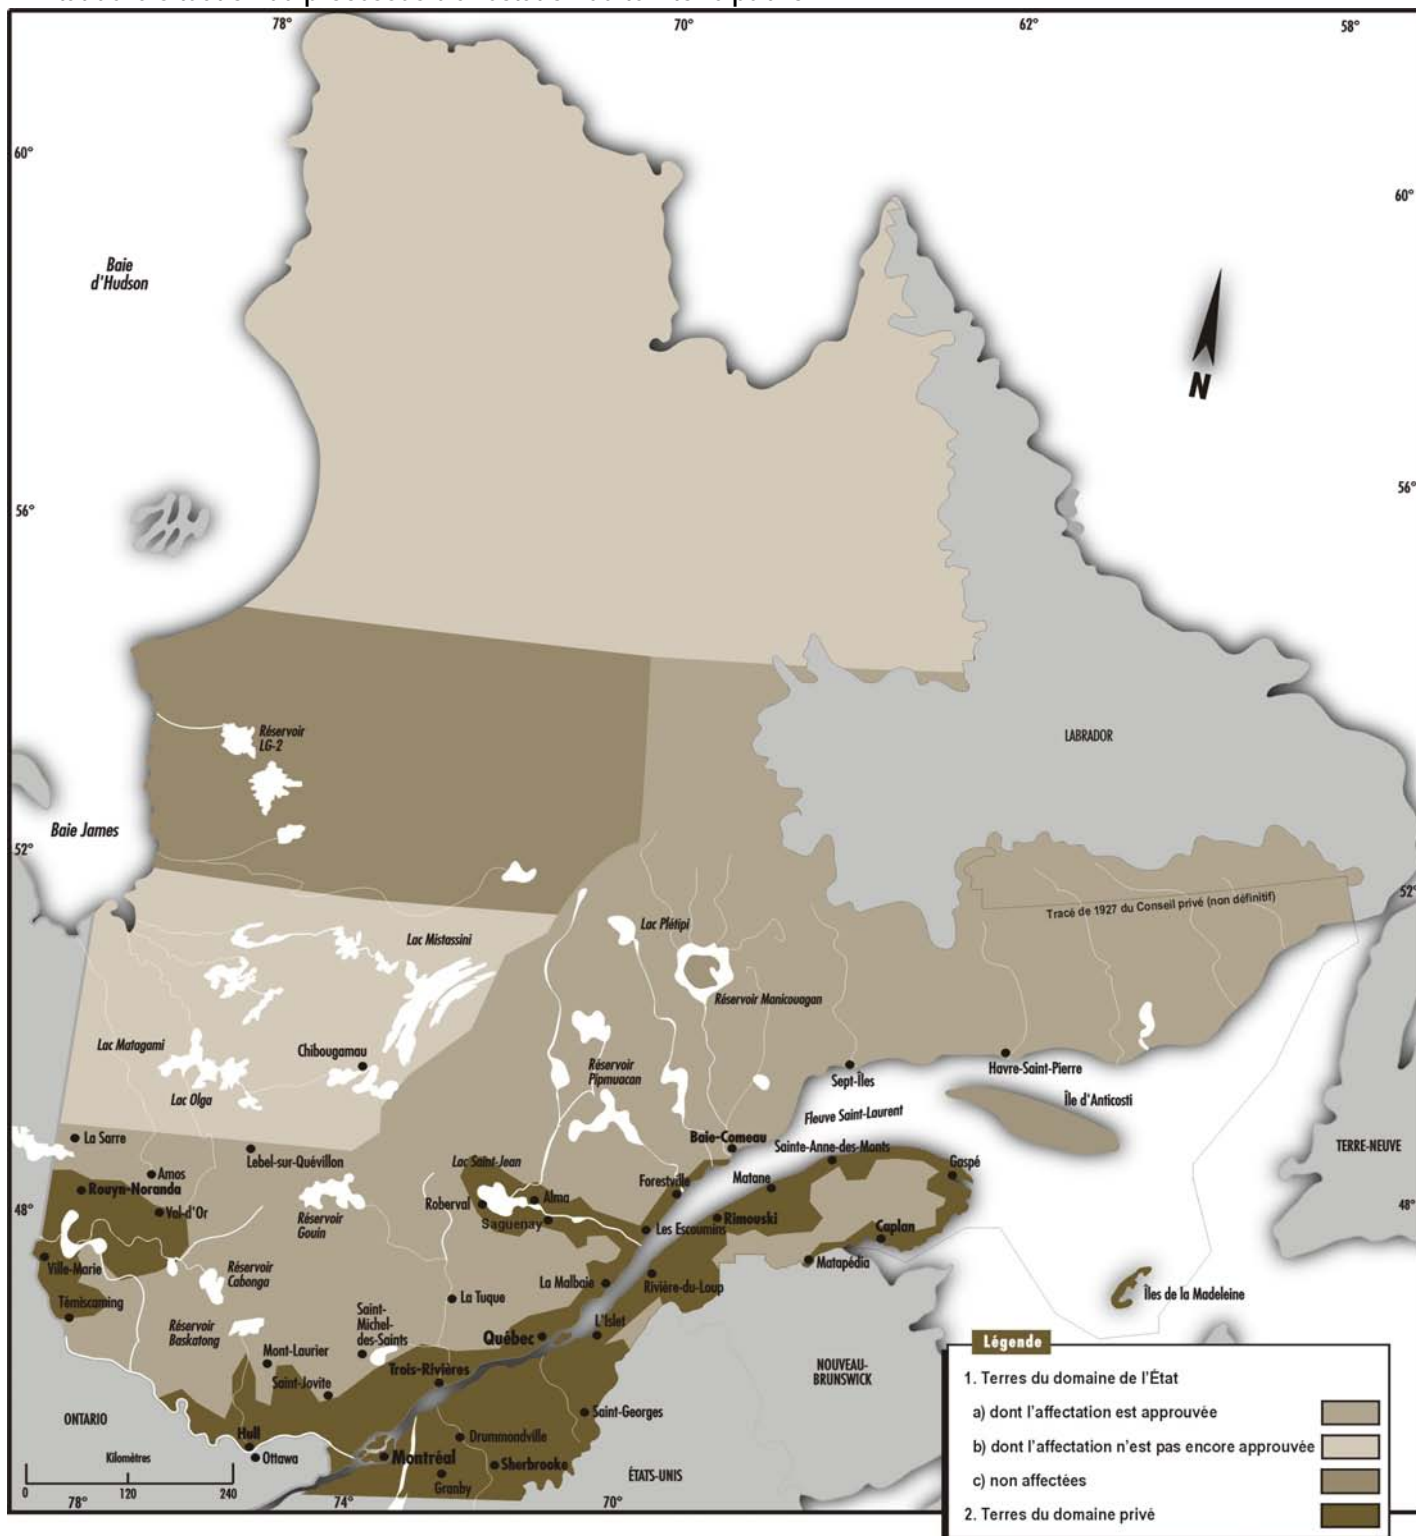 78°
70°
62°
58°
60°
60°
Baie
d'Hudson
N
56°
56°
Réservoir
LG-2
LABRADOR
Baie James
52°
52°
Tracé de 1927 du Conseil privé (non définitif)
Lac Plétipi
Lac Mistassini
Réservoir Manicouagan
Lac Matagami
Chibougamau
Réservoir
Pipmuacan
Havre-Saint-Pierre
Sept-Îles
Lac Olga
Île d'Anticosti
Fleuve Saint-Laurent
La Sarre
Baie-Comeau
Sainte-Anne-des-Monts
TERRE-NEUVE
Lebel-sur-Quévillon
Lac Saint-Jean
Gaspé
Amos
Forestville
Matane
Rouyn-Noranda
Roberval
Alma
48°
Val-d'Or
Réservoir
Gouin
Saguenay
Les Escoumins
Rimouski
Caplan
48°
Ville-Marie
Réservoir
Cabonga
Matapédia
La Malbaie
Rivière-du-Loup
Îles de la Madeleine
Témiscaming
La Tuque
Saint-
Michel-
des-Saints
Réservoir
Baskatong
L'Islet
Québec
Mont-Laurier
Trois-Rivières
NOUVEAU-
BRUNSWICK
Saint-Jovite
Saint-Georges
ONTARIO
Hull
Drummondville
Ottawa
Montréal
Sherbrooke
Granby
ÉTATS-UNIS
Kilomètres
0 120 240
78°
74°
70°
Légende
1. Terres du domaine de l'État
a) dont l'affectation est approuvée
b) dont l'affectation n'est pas encore approuvée
c) non affectées
2. Terres du domaine privé